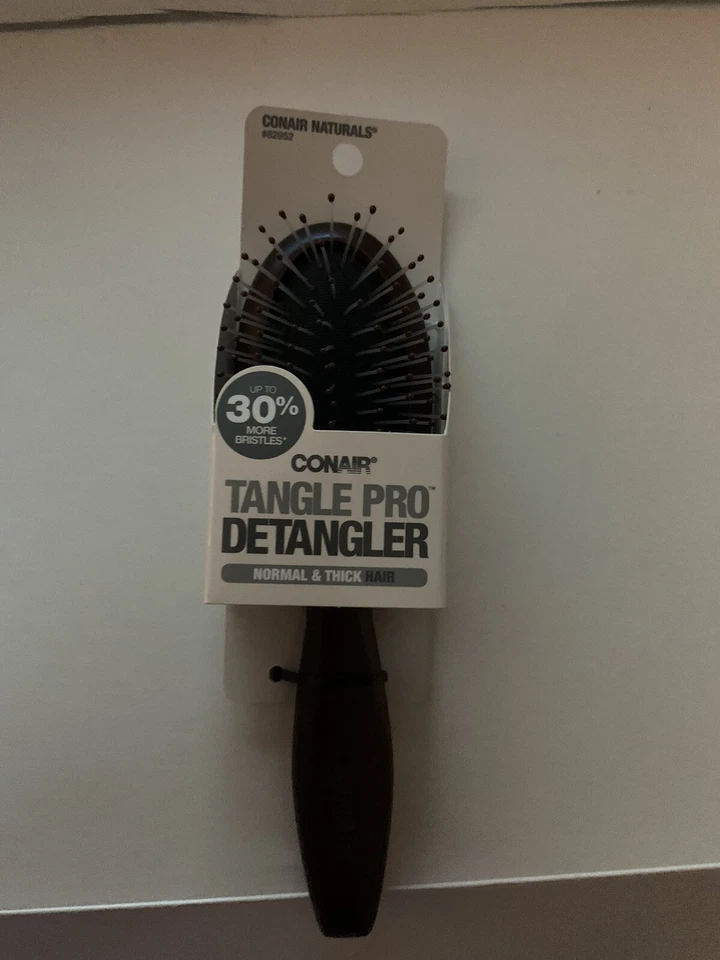 CONAIR NATURALS®
#82952
UP TO
30%
MORE
BRISTLES*
CONAIR®
TANGLE PRO™
DETANGLER
NORMAL & THICK HAIR